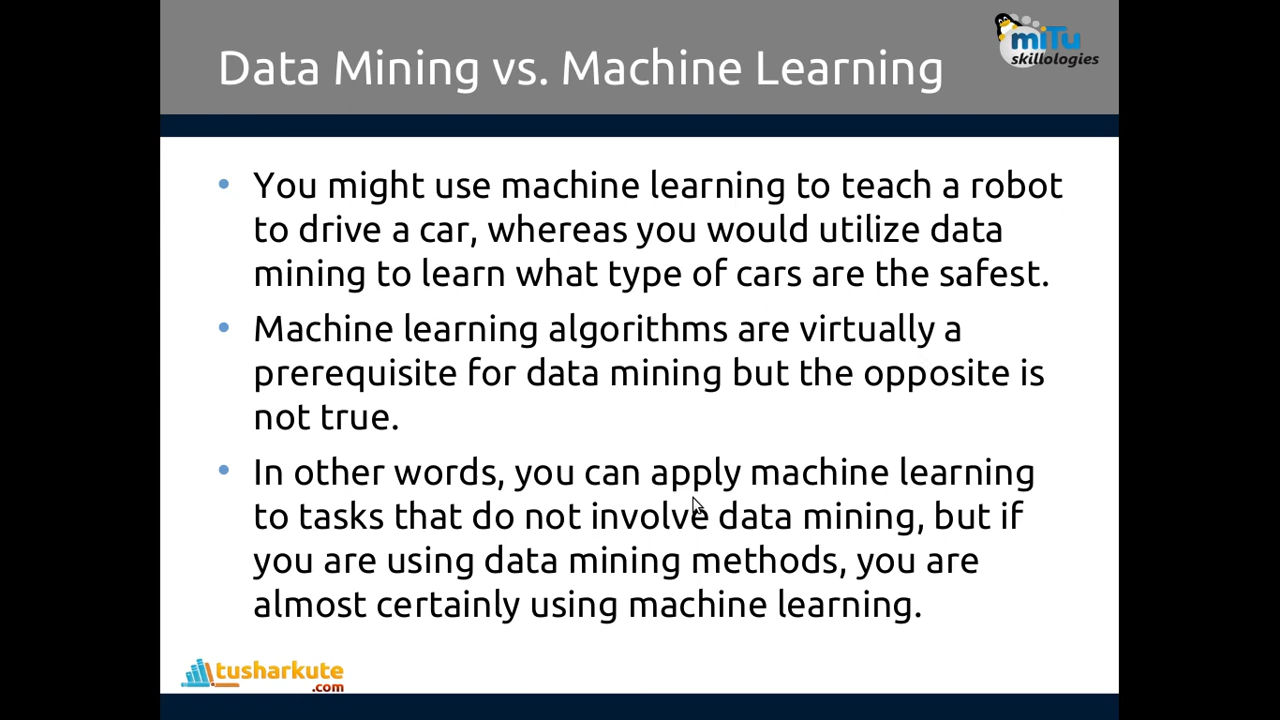 Data Mining vs. Machine Learning
miTu
skillologies
• You might use machine learning to teach a robot
to drive a car, whereas you would utilize data
mining to learn what type of cars are the safest.
• Machine learning algorithms are virtually a
prerequisite for data mining but the opposite is
not true.
• In other words, you can apply machine learning
to tasks that do not involve data mining, but if
you are using data mining methods, you are
almost certainly using machine learning.
tusharkute
.com